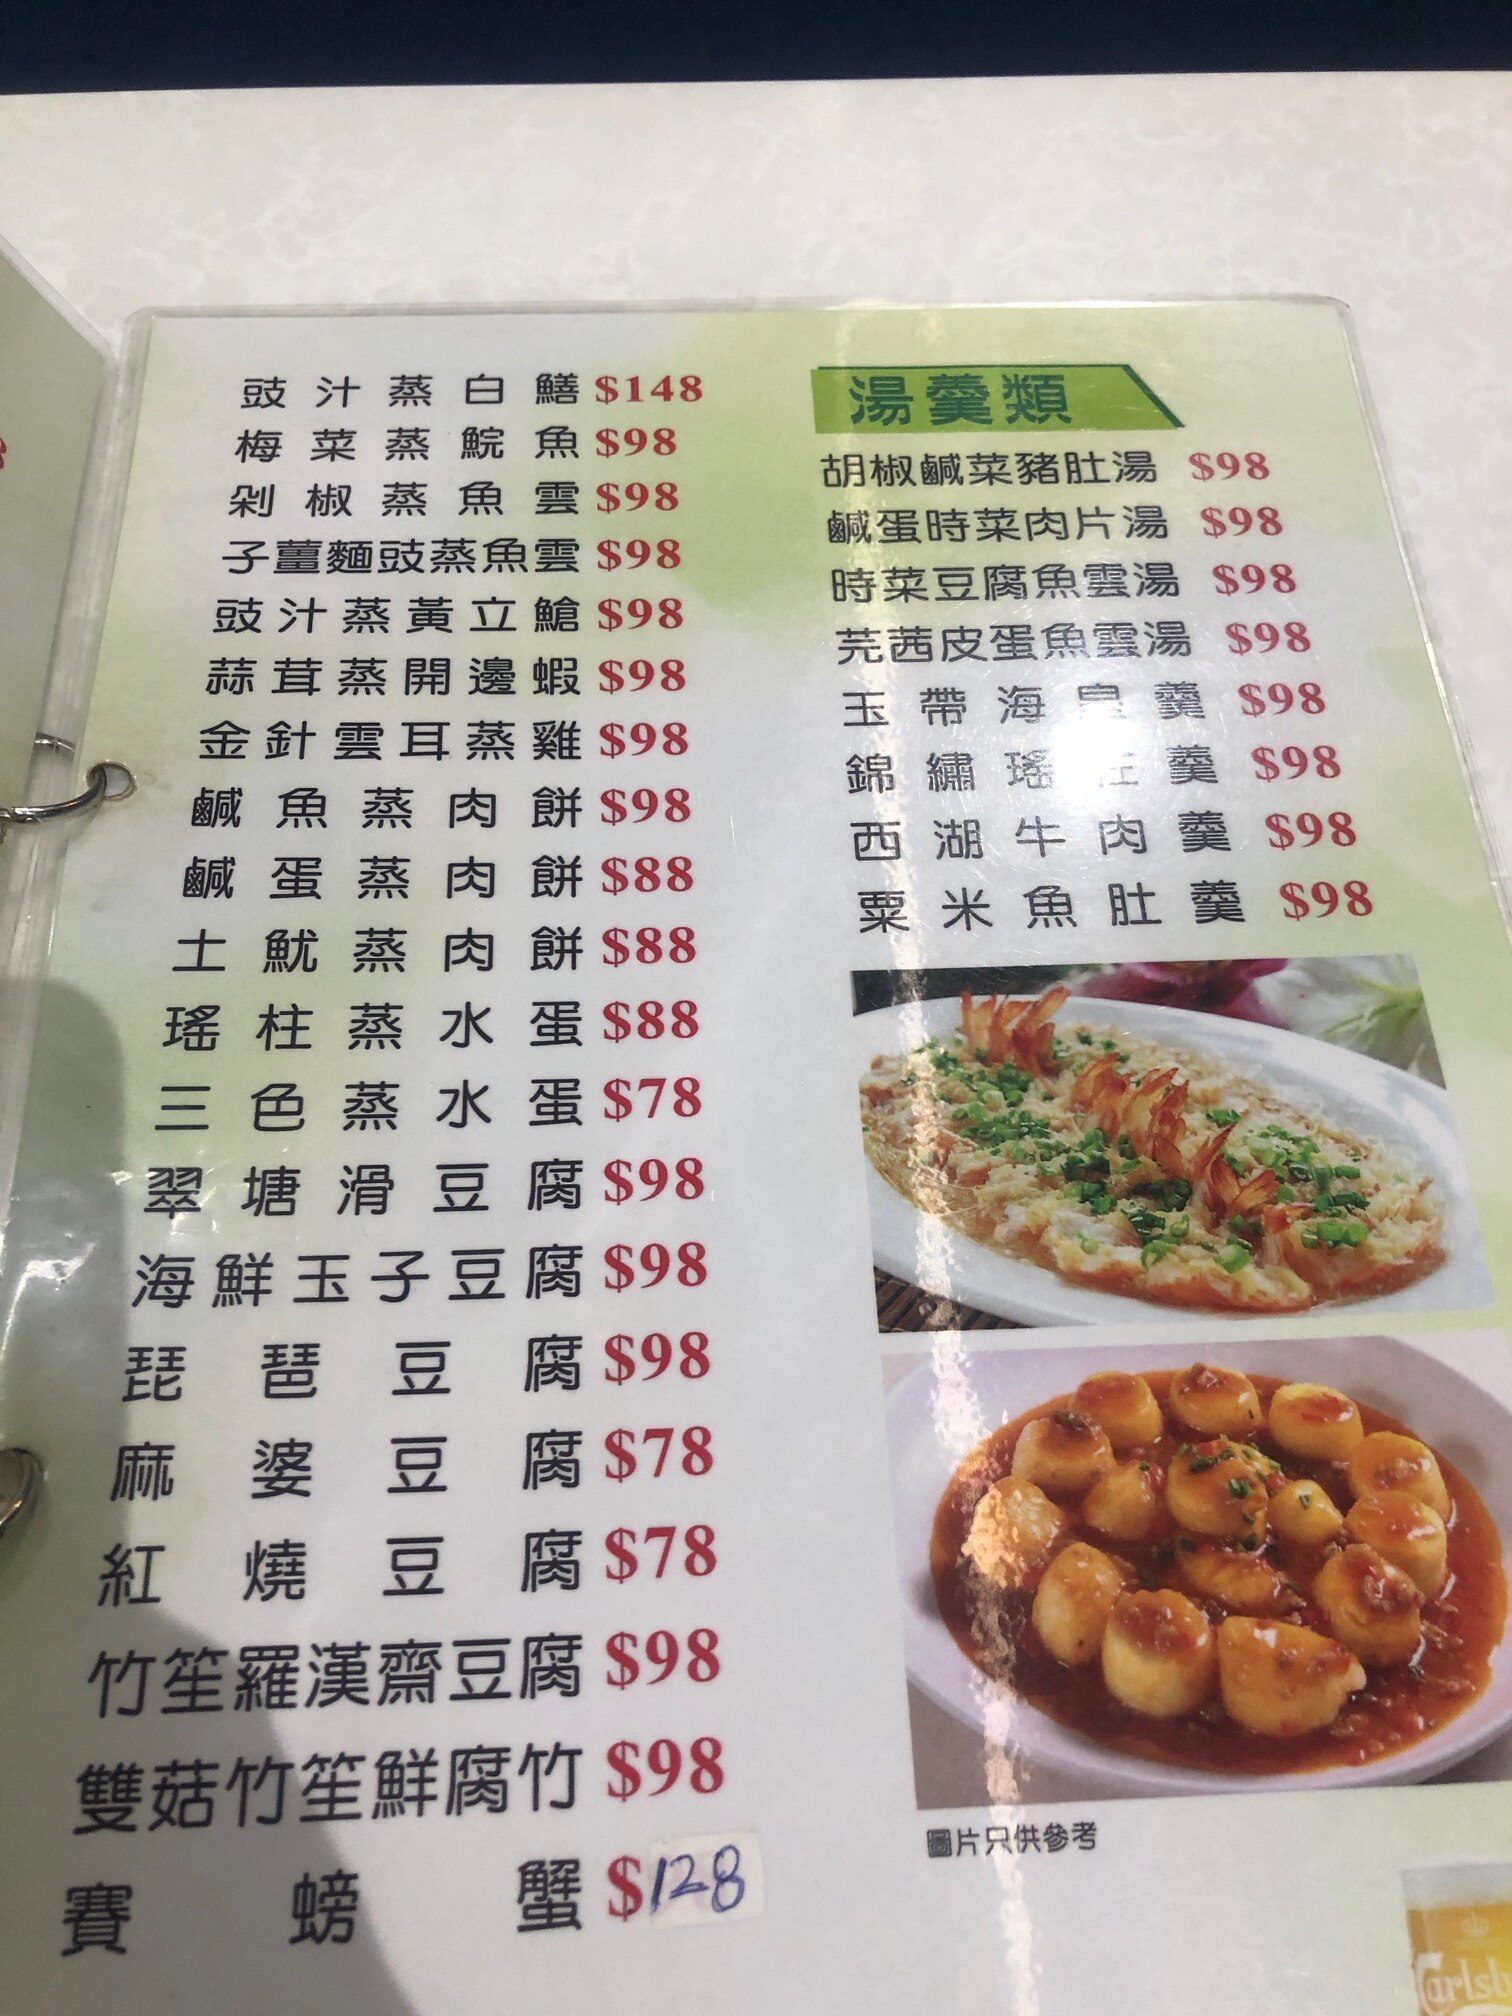 豉汁蒸白鱔 $148
梅菜蒸鯇魚 $98
剁椒蒸魚雲 $98
子薑麵豉蒸魚雲 $98
豉汁蒸黃立鱠 $98
蒜茸蒸開邊蝦 $98
金針雲耳蒸雞 $98
鹹魚蒸肉餅 $98
鹹蛋蒸肉餅 $88
土魷蒸肉餅 $88
瑤柱蒸水蛋 $88
三色蒸水蛋 $78
翠塘滑豆腐 $98
海鮮玉子豆腐 $98
琵琶豆腐 $98
麻婆豆腐 $78
紅燒豆腐 $78
竹笙羅漢齋豆腐 $98
雙菇竹笙鮮腐竹 $98
賽螃蟹 $128
湯羹類
胡椒鹹菜豬肚湯 $98
鹹蛋時菜肉片湯 $98
時菜豆腐魚雲湯 $98
芫茜皮蛋魚雲湯 $98
玉帶海皇羹 $98
錦繡瑤柱羹 $98
西湖牛肉羹 $98
粟米魚肚羹 $98
圖片只供參考